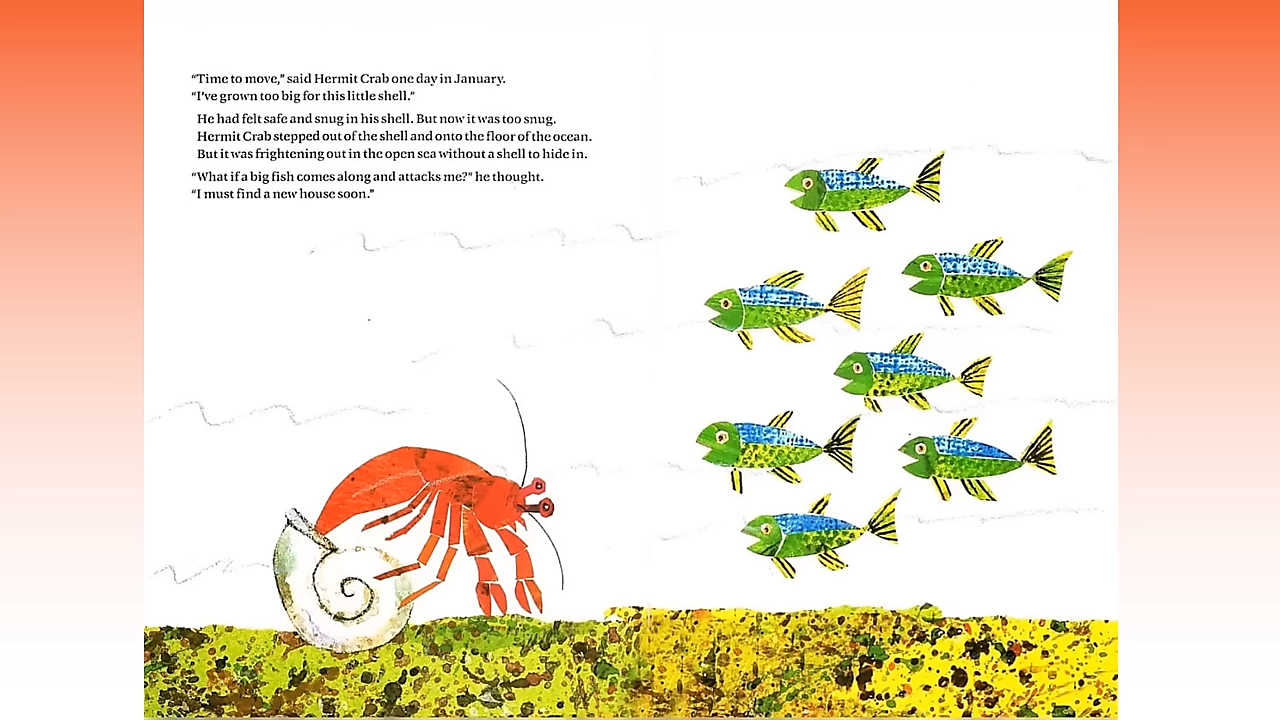 “Time to move,” said Hermit Crab one day in January.
“I’ve grown too big for this little shell.”
He had felt safe and snug in his shell. But now it was too snug.
Hermit Crab stepped out of the shell and onto the floor of the ocean.
But it was frightening out in the open sea without a shell to hide in.
“What if a big fish comes along and attacks me?” he thought.
“I must find a new house soon.”